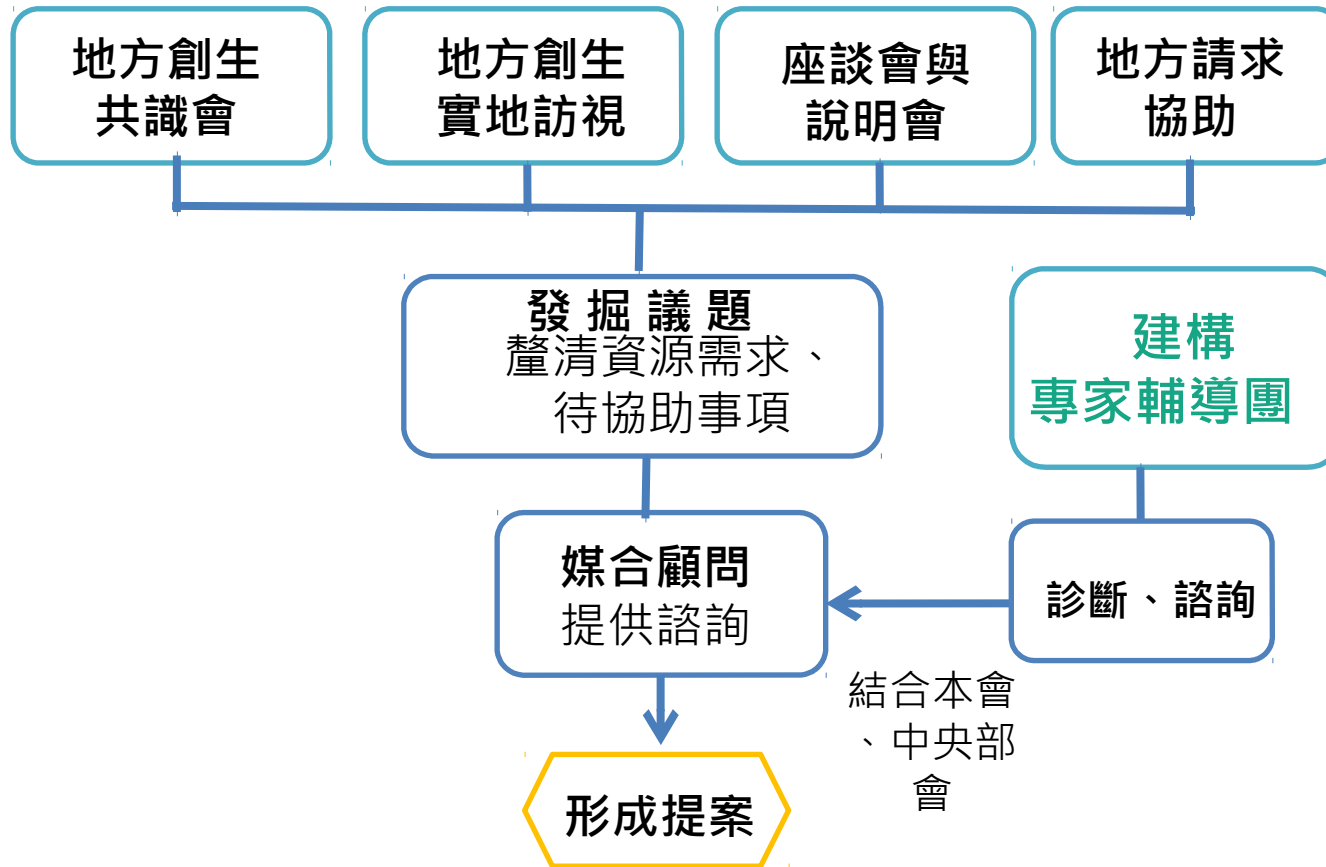 地方創生
共識會
地方創生
實地訪視
座談會與
說明會
地方請求
協助
發掘議題
釐清資源需求、
待協助事項
建構
專家輔導團
媒合顧問
提供諮詢
診斷、諮詢
結合本會
、中央部
會
形成提案